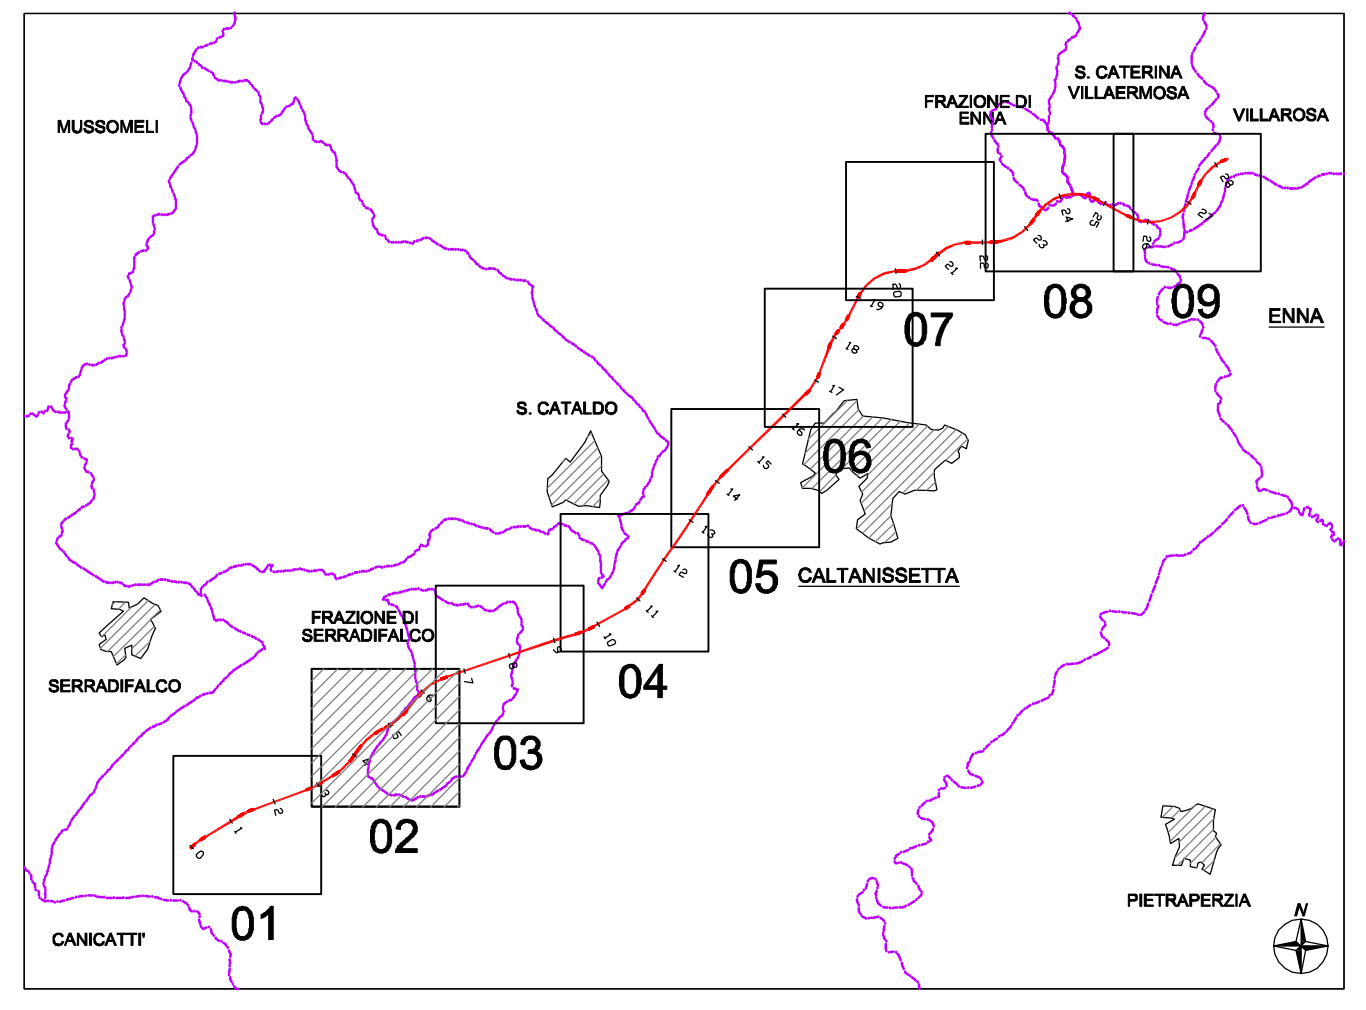 S. CATERINA
VILLAERMOSA
FRAZIONE DI
ENNA
VILLAROSA
MUSSOMELI
28
27
24
25
26
23
22
21
20
19
08
09
07
ENNA
18
17
S. CATALDO
16
06
15
14
13
12
05
CALTANISSETTA
11
10
FRAZIONE DI
SERRADIFALCO
9
8
7
04
SERRADIFALCO
6
5
03
4
3
2
1
02
0
PIETRAPERZIA
01
CANICATTI'
N